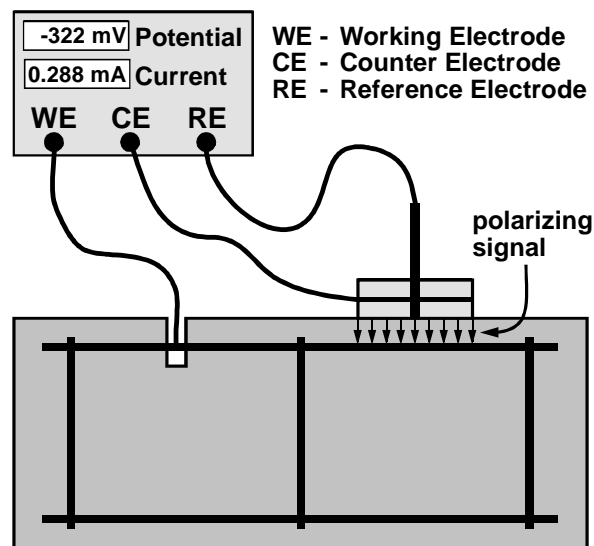 -322 mV Potential
0.288 mA Current
WE CE RE
WE - Working Electrode
CE - Counter Electrode
RE - Reference Electrode
polarizing
signal